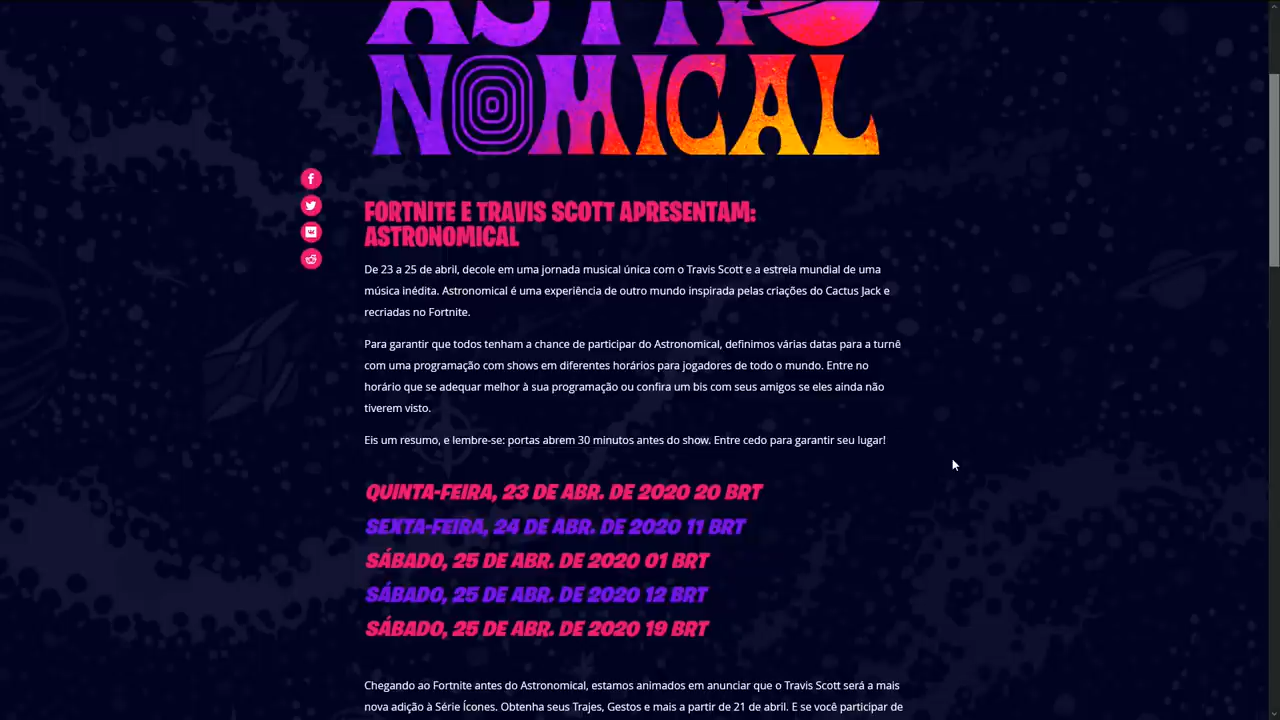 ASTRO
NOMICAL
FORTNITE E TRAVIS SCOTT APRESENTAM:
ASTRONOMICAL
De 23 a 25 de abril, decole em uma jornada musical única com o Travis Scott e a estreia mundial de uma
música inédita. Astronomical é uma experiência de outro mundo inspirada pelas criações do Cactus Jack e
recriadas no Fortnite.
Para garantir que todos tenham a chance de participar do Astronomical, definimos várias datas para a turnê
com uma programação com shows em diferentes horários para jogadores de todo o mundo. Entre no
horário que se adequar melhor à sua programação ou confira um bis com seus amigos se eles ainda não
tiverem visto.
Eis um resumo, e lembre-se: portas abrem 30 minutos antes do show. Entre cedo para garantir seu lugar!
QUINTA-FEIRA, 23 DE ABR. DE 2020 20 BRT
SEXTA-FEIRA, 24 DE ABR. DE 2020 11 BRT
SÁBADO, 25 DE ABR. DE 2020 01 BRT
SÁBADO, 25 DE ABR. DE 2020 12 BRT
SÁBADO, 25 DE ABR. DE 2020 19 BRT
Chegando ao Fortnite antes do Astronomical, estamos animados em anunciar que o Travis Scott será a mais
nova adição à Série Ícones. Obtenha seus Trajes, Gestos e mais a partir de 21 de abril. E se você participar de